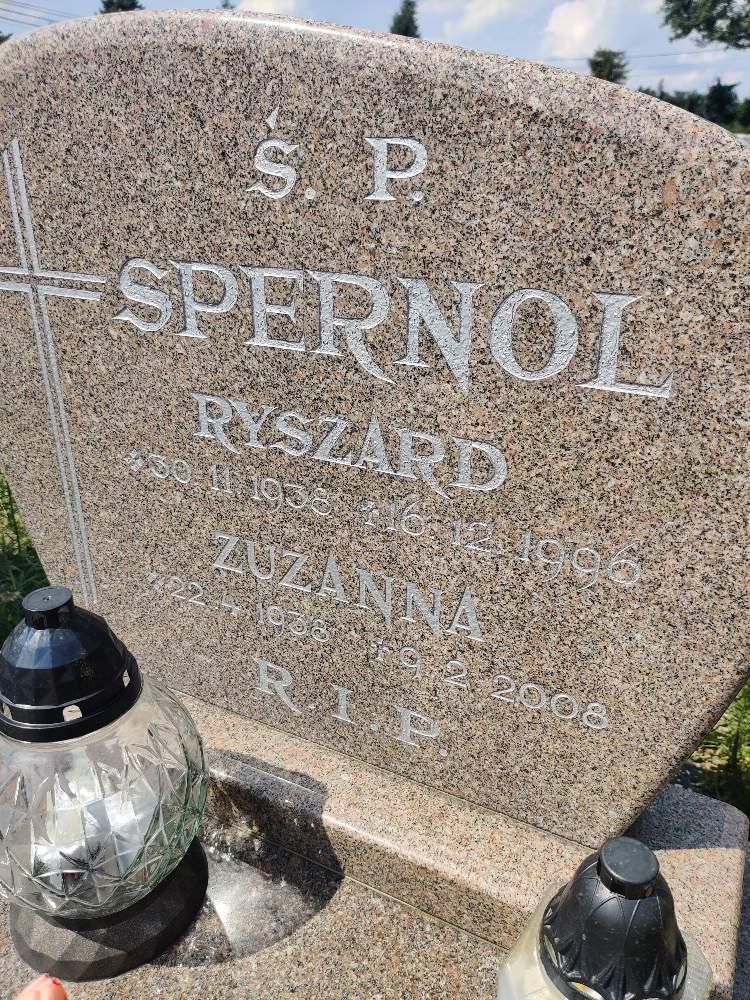 Ś. P.
SPERNOL
RYSZARD
*30 11 1938 †16. 12. 1996
ZUZANNA
*22. 4. 1938 †9. 2. 2008
R. I. P.